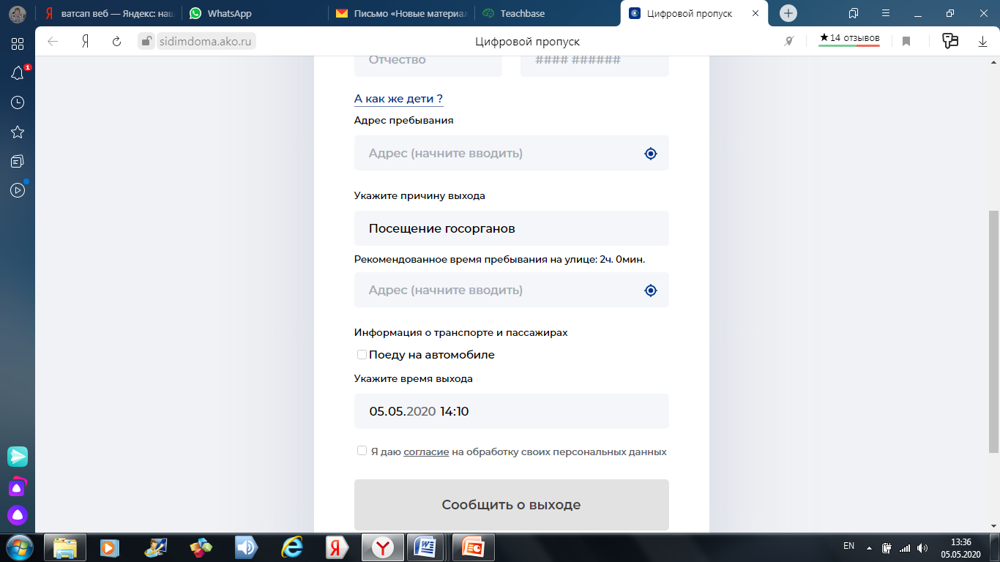 ватсап веб — Яндекс: наш
WhatsApp
Письмо «Новые материал
Teachbase
Цифровой пропуск
Я
sidimdoma.ako.ru
Цифровой пропуск
★14 отзывов
1
Отчество
#### ######
А как же дети ?
Адрес пребывания
Адрес (начните вводить)
Укажите причину выхода
Посещение госорганов
Рекомендованное время пребывания на улице: 2ч. 0мин.
Адрес (начните вводить)
Информация о транспорте и пассажирах
Поеду на автомобиле
Укажите время выхода
05.05.2020 14:10
Я даю согласие на обработку своих персональных данных
Сообщить о выходе
EN
13:36
05.05.2020